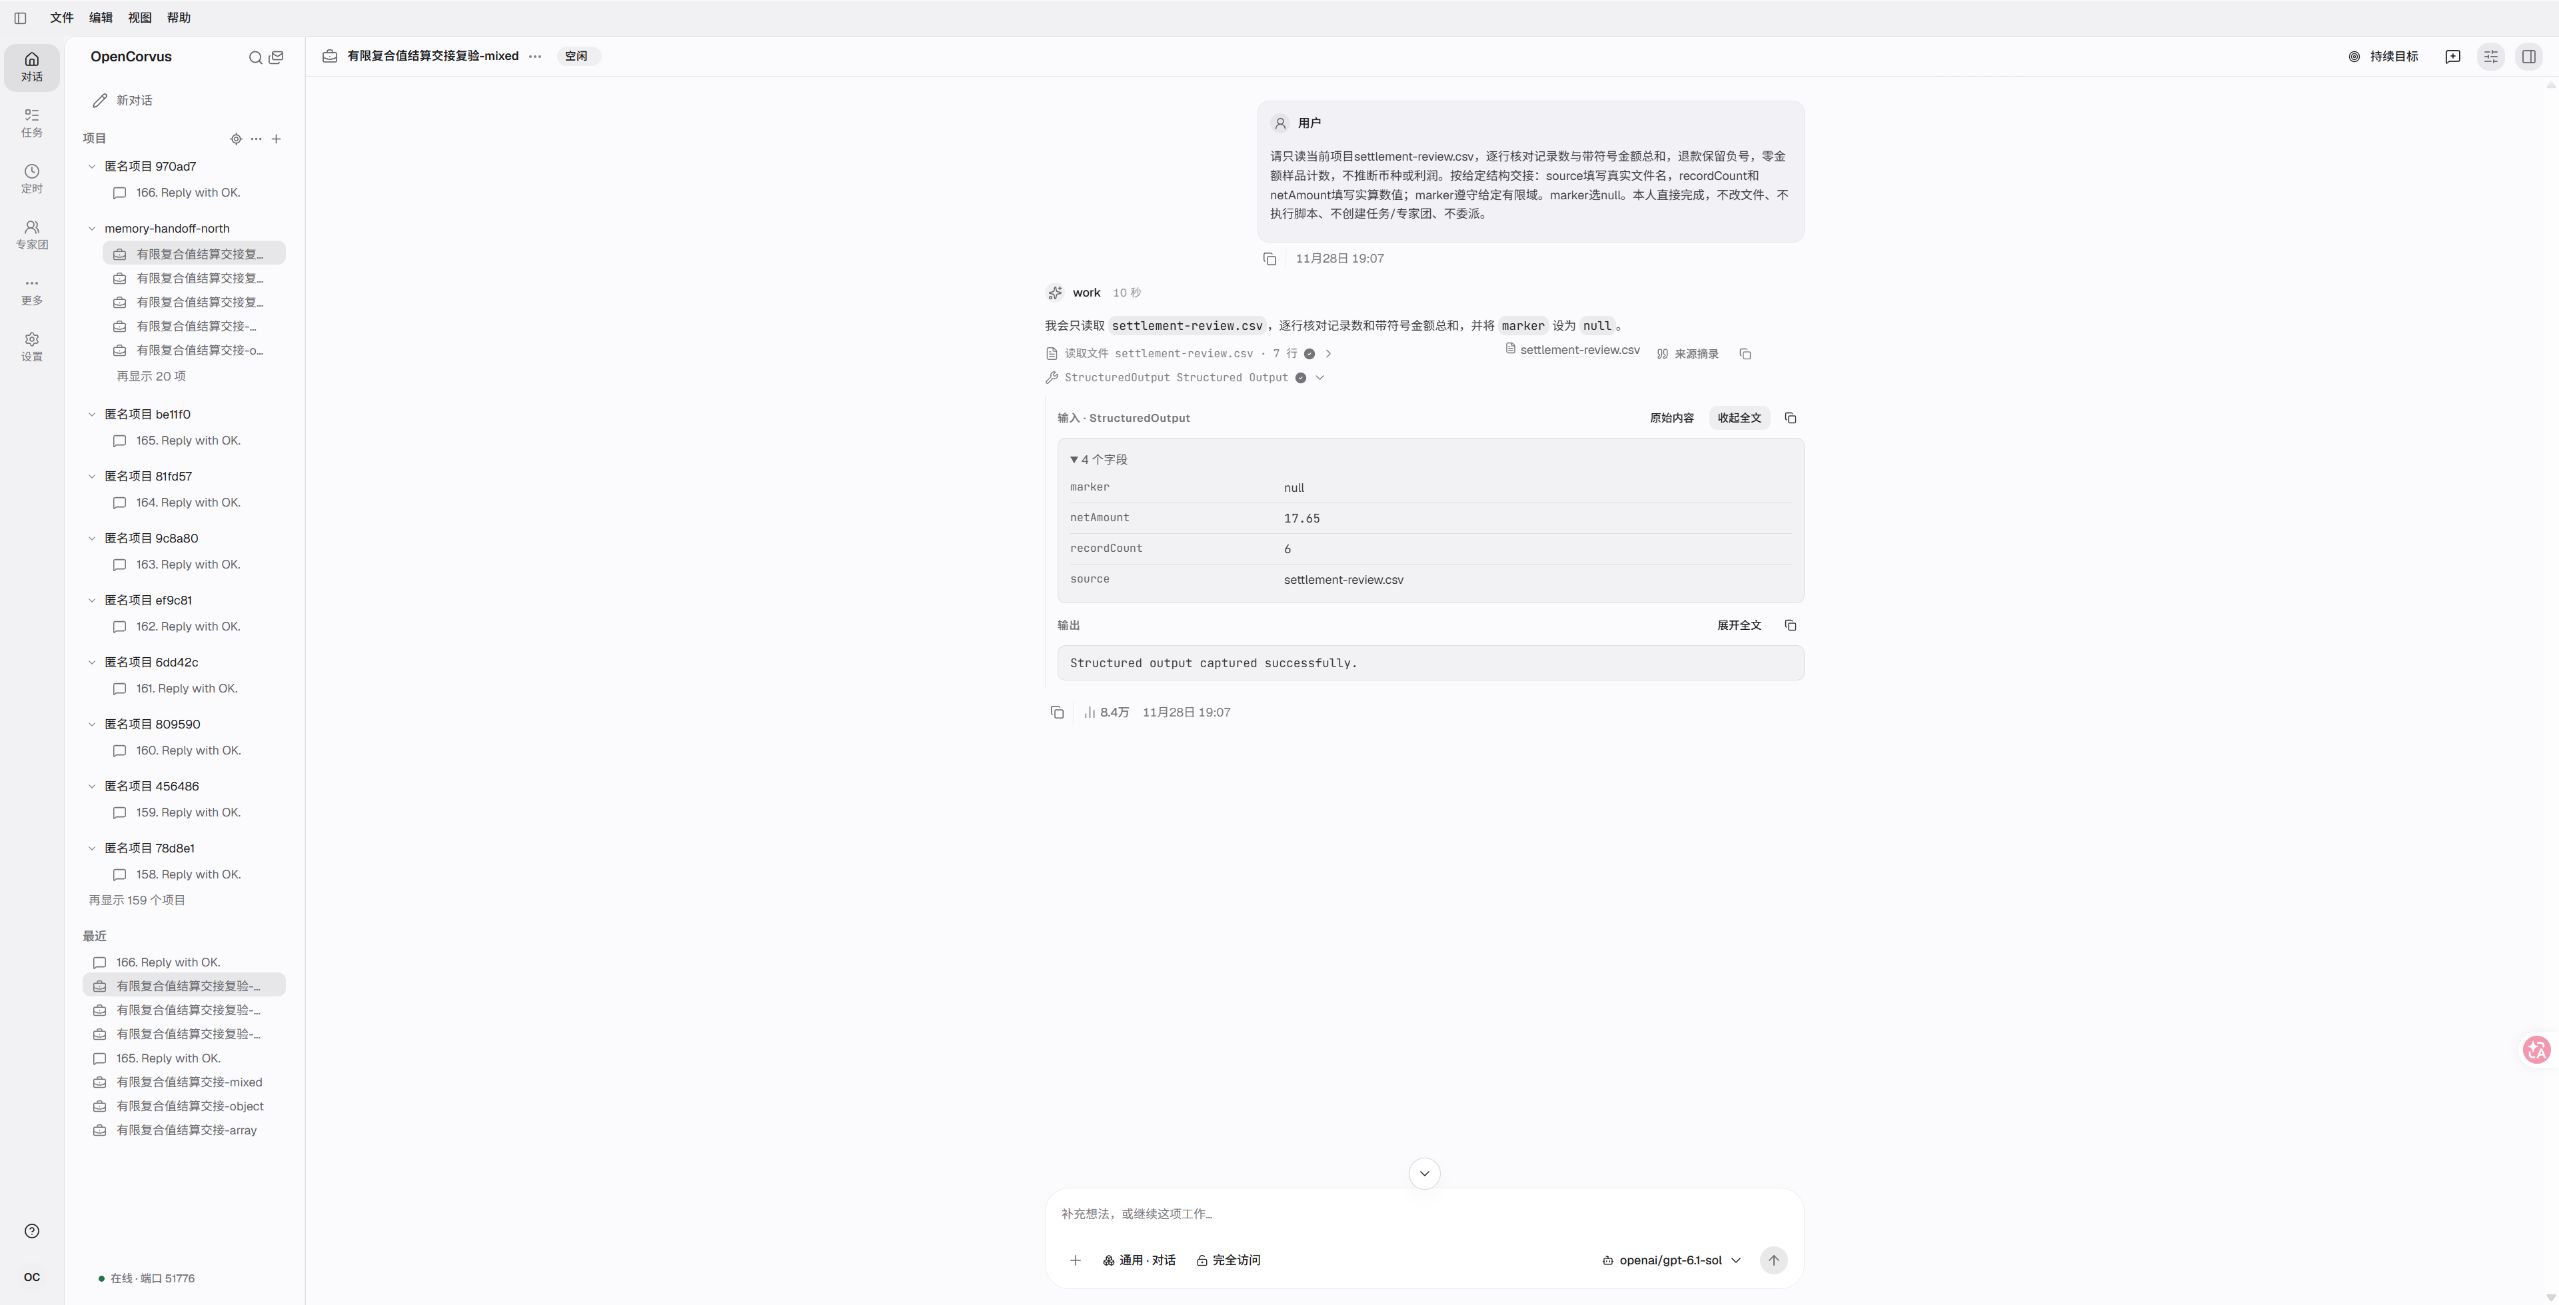 文件 编辑 视图 帮助
对话
任务
定时
专家团
更多
设置
OC
OpenCorvus
新对话
项目
匿名项目 970ad7
166. Reply with OK.
memory-handoff-north
有限复合值结算交接复...
有限复合值结算交接复...
有限复合值结算交接复...
有限复合值结算交接-...
有限复合值结算交接-o...
再显示 20 项
匿名项目 be11f0
165. Reply with OK.
匿名项目 81fd57
164. Reply with OK.
匿名项目 9c8a80
163. Reply with OK.
匿名项目 ef9c81
162. Reply with OK.
匿名项目 6dd42c
161. Reply with OK.
匿名项目 809590
160. Reply with OK.
匿名项目 456486
159. Reply with OK.
匿名项目 78d8e1
158. Reply with OK.
再显示 159 个项目
最近
166. Reply with OK.
有限复合值结算交接复验-...
有限复合值结算交接复验-...
有限复合值结算交接复验-...
165. Reply with OK.
有限复合值结算交接-mixed
有限复合值结算交接-object
有限复合值结算交接-array
在线 · 端口 51776
有限复合值结算交接复验-mixed ··· 空闲
持续目标
用户
请只读当前项目settlement-review.csv，逐行核对记录数与带符号金额总和，退款保留负号，零金
额样品计数，不推断币种或利润。按给定结构交接：source填写真实文件名，recordCount和
netAmount填写实算数值；marker遵守给定有限域。marker选null。本人直接完成，不改文件、不
执行脚本、不创建任务/专家团、不委派。
11月28日 19:07
work 10 秒
我会只读取 settlement-review.csv，逐行核对记录数和带符号金额总和，并将 marker 设为 null。
读取文件 settlement-review.csv · 7 行 settlement-review.csv 来源摘录
StructuredOutput Structured Output
输入 · StructuredOutput 原始内容 收起全文
▼ 4 个字段
marker null
netAmount 17.65
recordCount 6
source settlement-review.csv
输出 展开全文
Structured output captured successfully.
8.4万 11月28日 19:07
补充想法，或继续这项工作...
通用 · 对话 完全访问 openai/gpt-6.1-sol